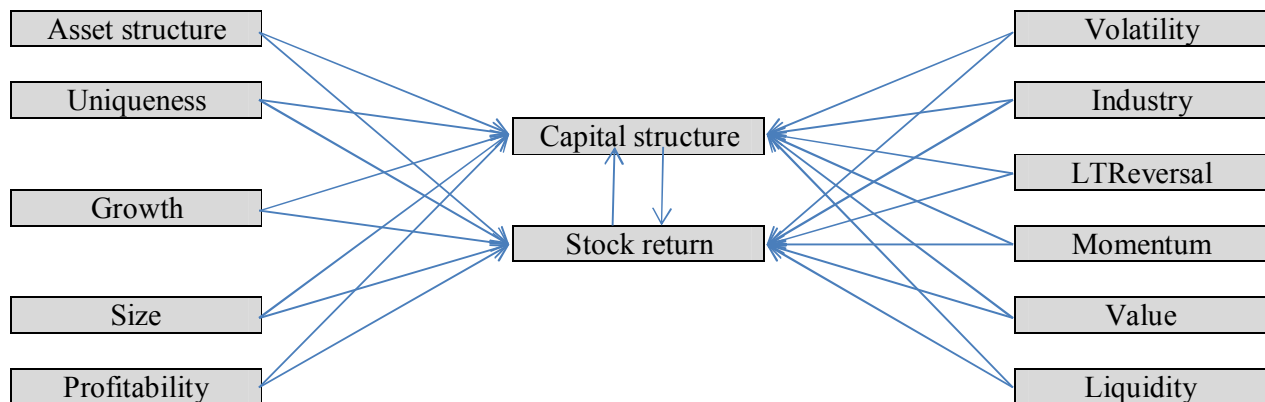 Asset structure
Uniqueness
Growth
Size
Profitability
Capital structure
Stock return
Volatility
Industry
LTReversal
Momentum
Value
Liquidity